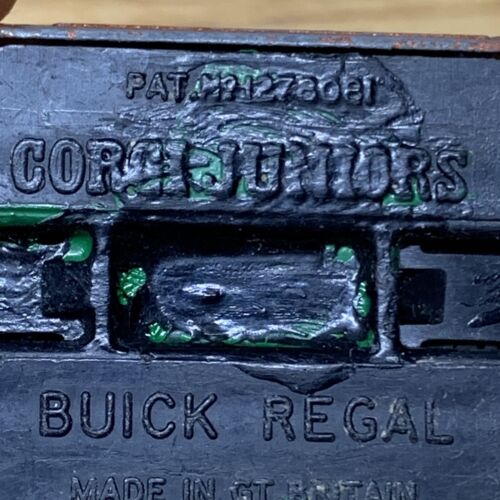 PAT. Nº 1278081
CORGI JUNIORS
BUICK REGAL
MADE IN GT BRITAIN